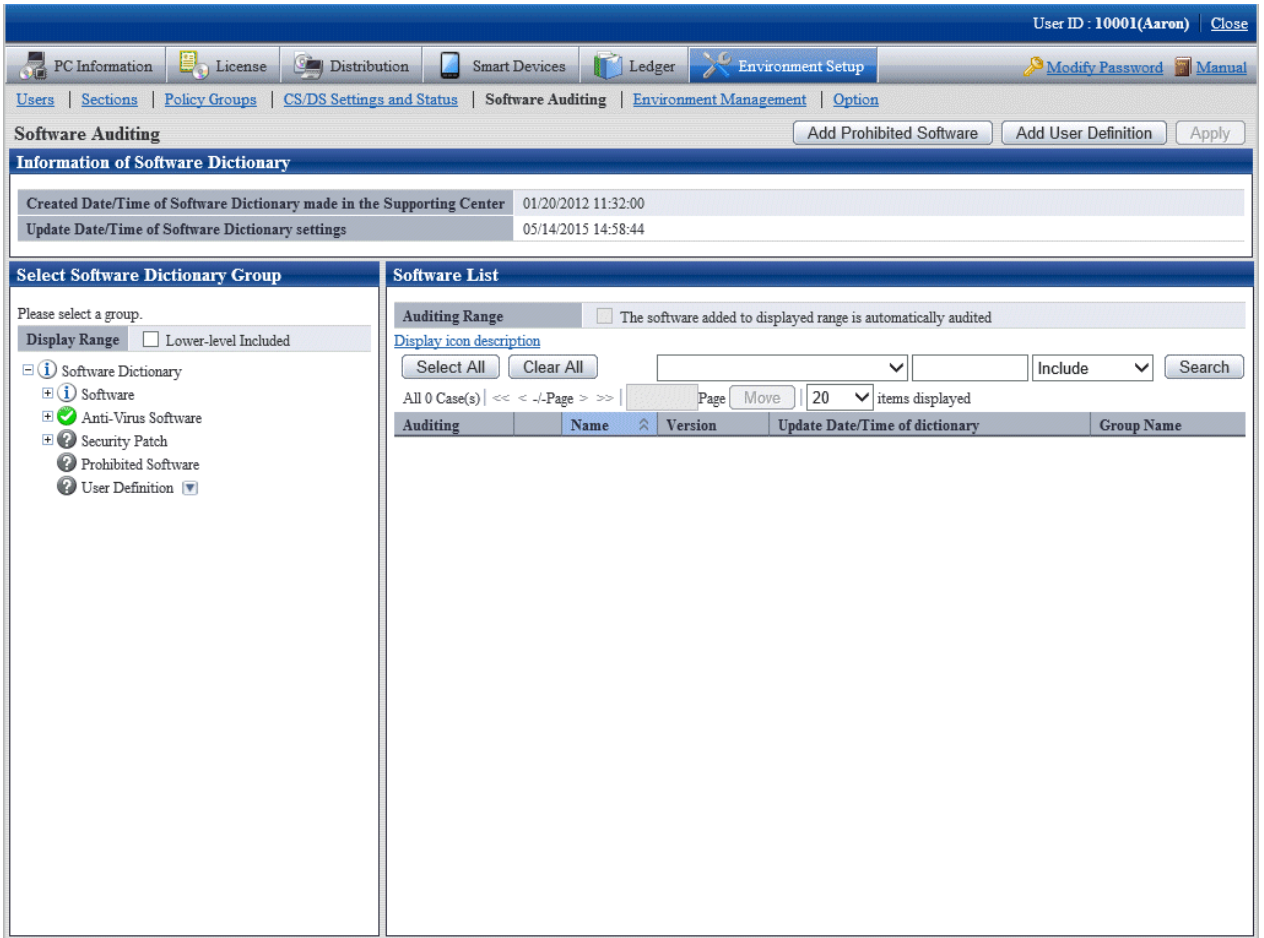 User ID : 10001(Aaron) Close
PC Information License Distribution Smart Devices Ledger Environment Setup Modify Password Manual
Users | Sections | Policy Groups | CS/DS Settings and Status | Software Auditing | Environment Management | Option
Software Auditing Add Prohibited Software Add User Definition Apply
Information of Software Dictionary
Created Date/Time of Software Dictionary made in the Supporting Center 01/20/2012 11:32:00
Update Date/Time of Software Dictionary settings 05/14/2015 14:58:44
Select Software Dictionary Group
Please select a group.
Display Range Lower-level Included
Software Dictionary
Software
Anti-Virus Software
Security Patch
Prohibited Software
User Definition
Software List
Auditing Range The software added to displayed range is automatically audited
Display icon description
Select All Clear All Include Search
All 0 Case(s) | << < -/-Page > >> | Page Move | 20 items displayed
Auditing Name Version Update Date/Time of dictionary Group Name